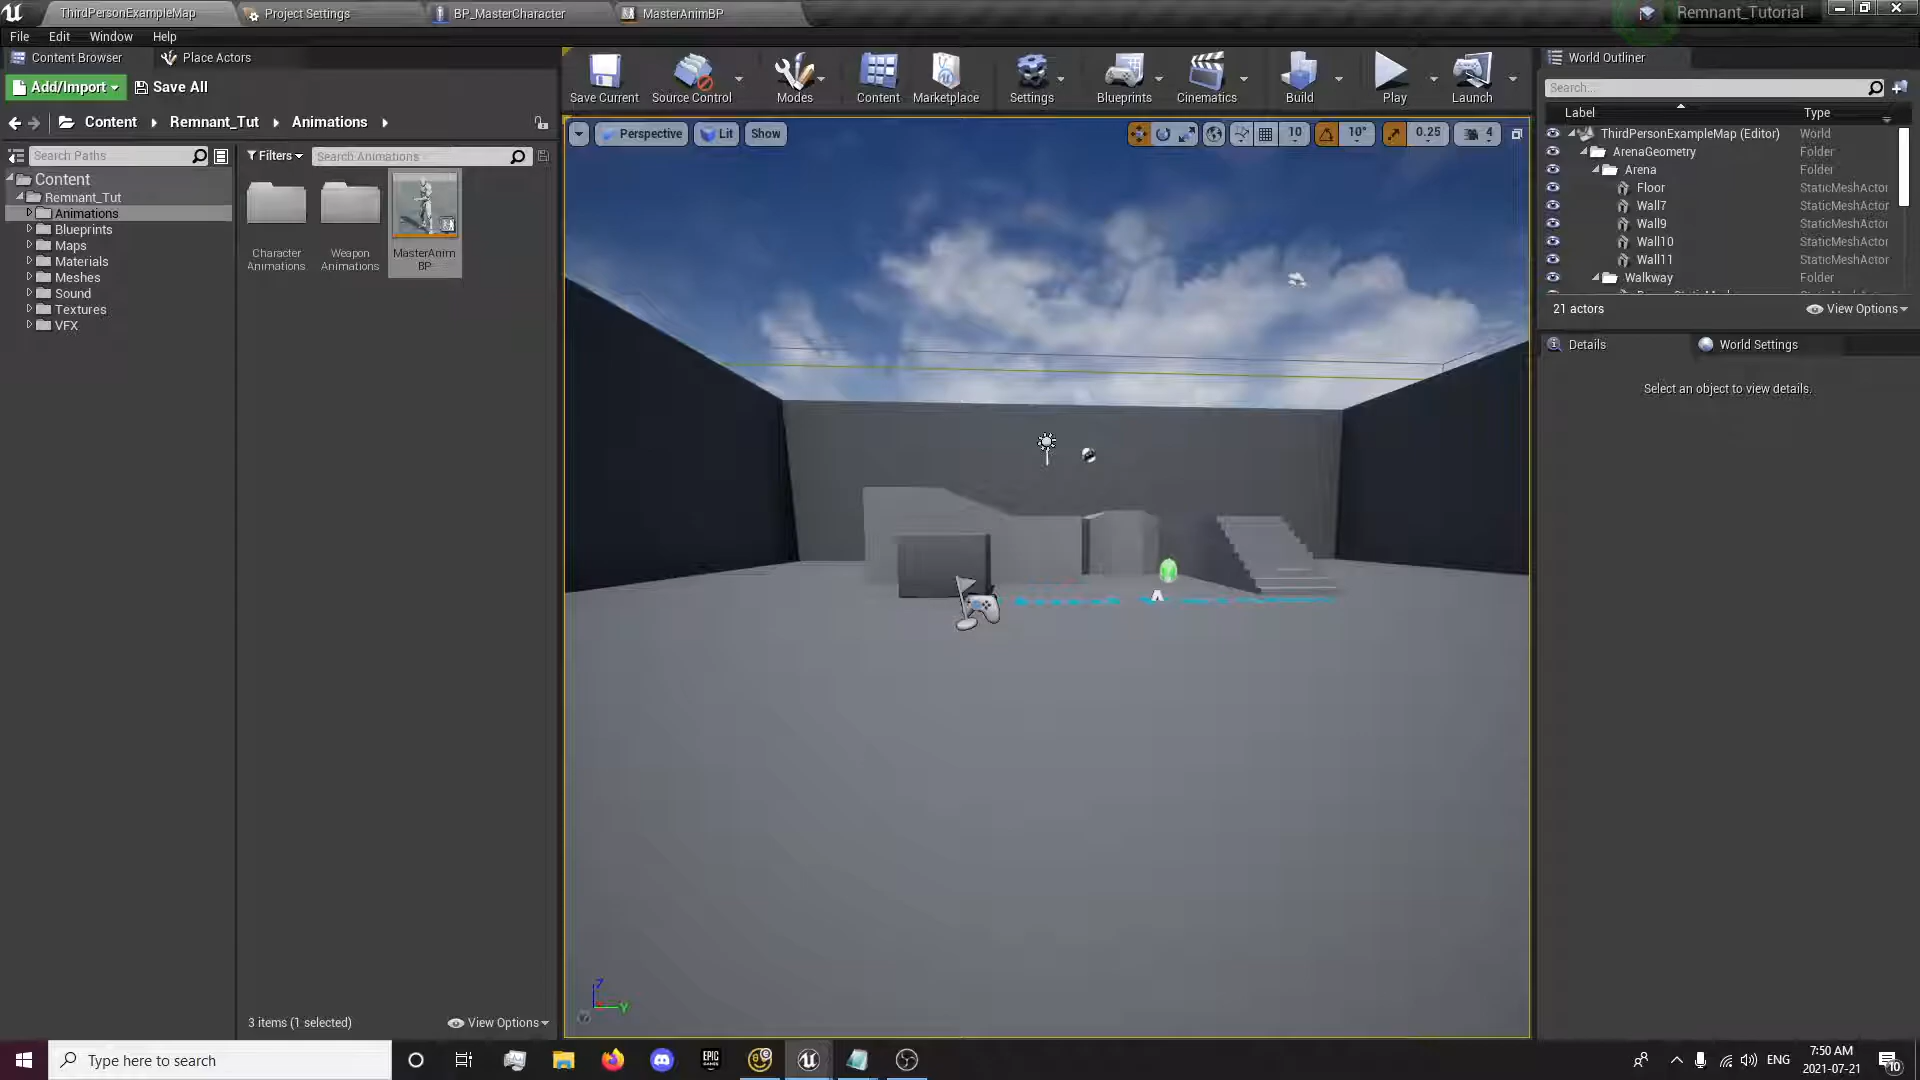 ThirdPersonExampleMap
Project Settings
BP_MasterCharacter
MasterAnimBP
Remnant_Tutorial
File Edit Window Help
Content Browser
Place Actors
Add/Import
Save All
Content
Remnant_Tut
Animations
Search Paths
Filters
Search Animations
Content
Remnant_Tut
Animations
Blueprints
Maps
Materials
Meshes
Sound
Textures
VFX
Character
Animations
Weapon
Animations
MasterAnim
BP
3 items (1 selected)
View Options
Save Current
Source Control
Modes
Content
Marketplace
Settings
Blueprints
Cinematics
Build
Play
Launch
Perspective
Lit
Show
10
10°
0.25
4
Z
Y
World Outliner
Search...
Label
Type
ThirdPersonExampleMap (Editor) World
ArenaGeometry Folder
Arena Folder
Floor StaticMeshActor
Wall7 StaticMeshActor
Wall9 StaticMeshActor
Wall10 StaticMeshActor
Wall11 StaticMeshActor
Walkway Folder
21 actors
View Options
Details
World Settings
Select an object to view details.
Type here to search
EPIC
GAMES
ENG
7:50 AM
2021-07-21
10